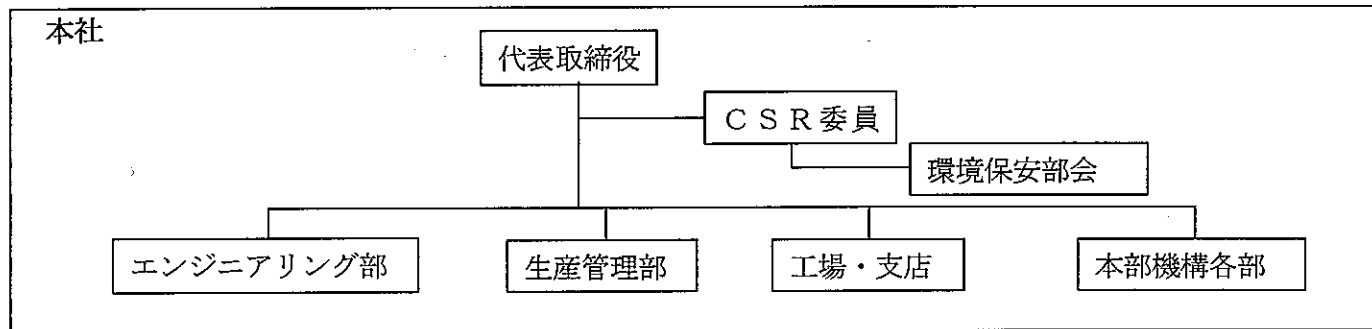 本社
代表取締役
ＣＳＲ委員
環境保安部会
エンジニアリング部
生産管理部
工場・支店
本部機構各部